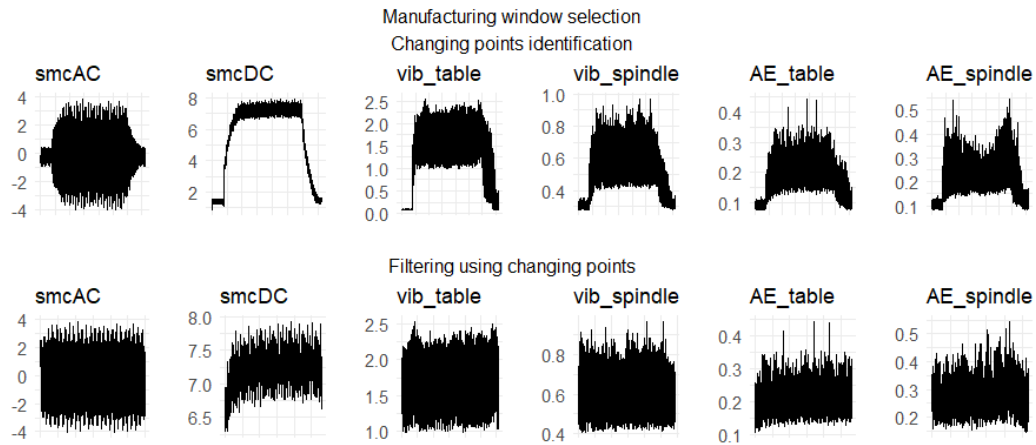 Manufacturing window selection
Changing points identification
smcAC smcDC vib_table vib_spindle AE_table AE_spindle
4 2 0 -2 -4
8 6 4 2
2.5 2.0 1.5 1.0 0.5 0.0
1.0 0.8 0.6 0.4
0.4 0.3 0.2 0.1
0.5 0.4 0.3 0.2 0.1
Filtering using changing points
smcAC smcDC vib_table vib_spindle AE_table AE_spindle
4 2 0 -2 -4
8.0 7.5 7.0 6.5
2.5 2.0 1.5 1.0
0.8 0.6 0.4
0.4 0.3 0.2 0.1
0.5 0.4 0.3 0.2